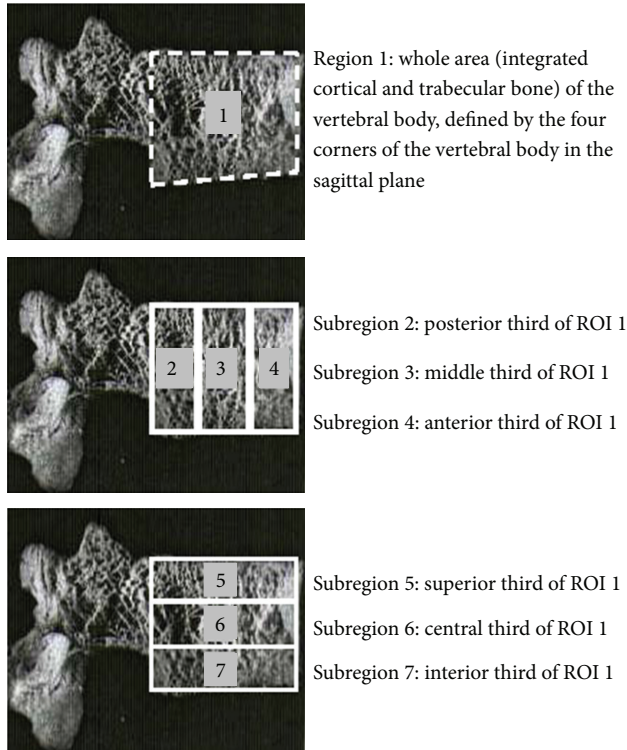 1
Region 1: whole area (integrated
cortical and trabecular bone) of the
vertebral body, defined by the four
corners of the vertebral body in the
sagittal plane
2
3
4
Subregion 2: posterior third of ROI 1
Subregion 3: middle third of ROI 1
Subregion 4: anterior third of ROI 1
5
6
7
Subregion 5: superior third of ROI 1
Subregion 6: central third of ROI 1
Subregion 7: interior third of ROI 1